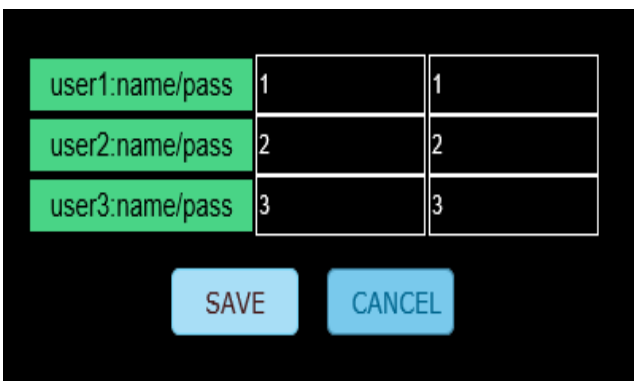 user1:name/pass 1 1
user2:name/pass 2 2
user3:name/pass 3 3
SAVE CANCEL